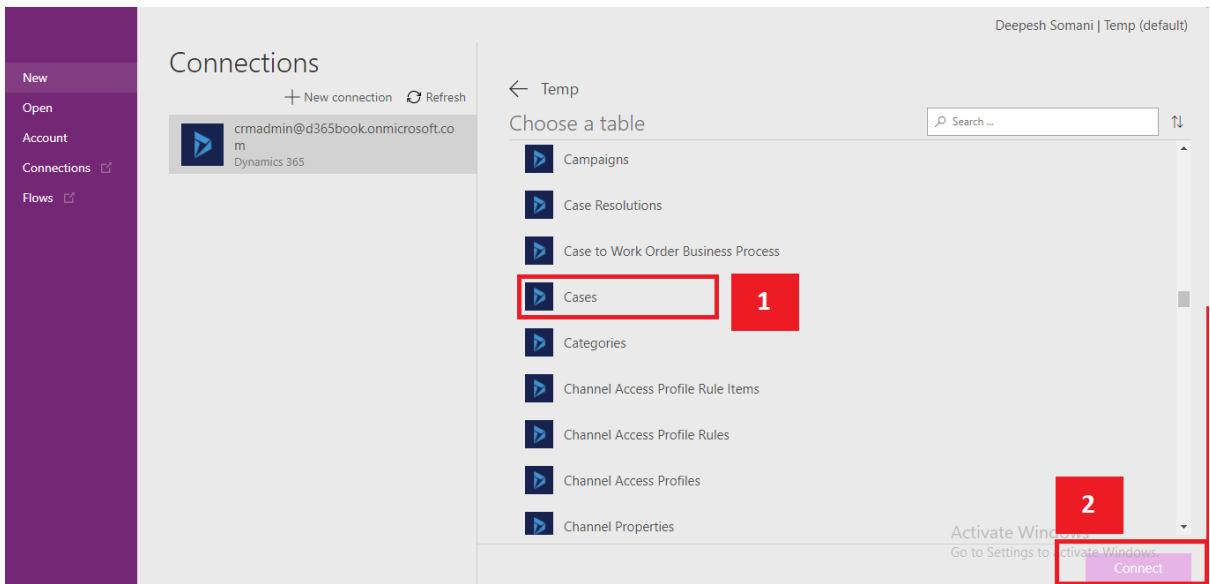 Deepesh Somani | Temp (default)
New
Open
Account
Connections
Flows
Connections
New connection
Refresh
crmadmin@d365book.onmicrosoft.co
m
Dynamics 365
Temp
Choose a table
Search ...
Campaigns
Case Resolutions
Case to Work Order Business Process
Cases
1
Categories
Channel Access Profile Rule Items
Channel Access Profile Rules
Channel Access Profiles
Channel Properties
2
Activate Windows
Go to Settings to activate Windows.
Connect